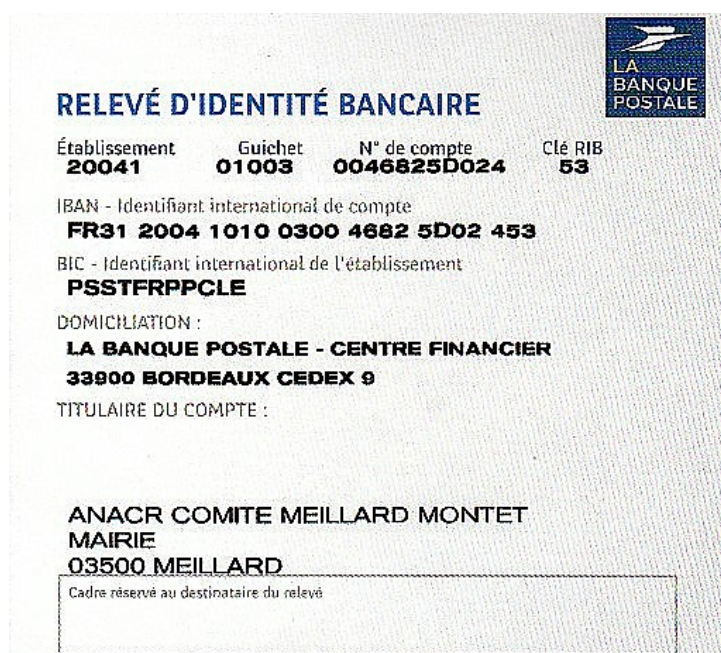 LA
BANQUE
POSTALE
RELEVÉ D'IDENTITÉ BANCAIRE
Établissement Guichet N° de compte Clé RIB
20041 01003 0046825D024 53
IBAN - Identifiant international de compte
FR31 2004 1010 0300 4682 5D02 453
BIC - Identifiant international de l'établissement
PSSTFRPPCLE
DOMICILIATION :
LA BANQUE POSTALE - CENTRE FINANCIER
33900 BORDEAUX CEDEX 9
TITULAIRE DU COMPTE :
ANACR COMITE MEILLARD MONTET
MAIRIE
03500 MEILLARD
Cadre réservé au destinataire du relevé